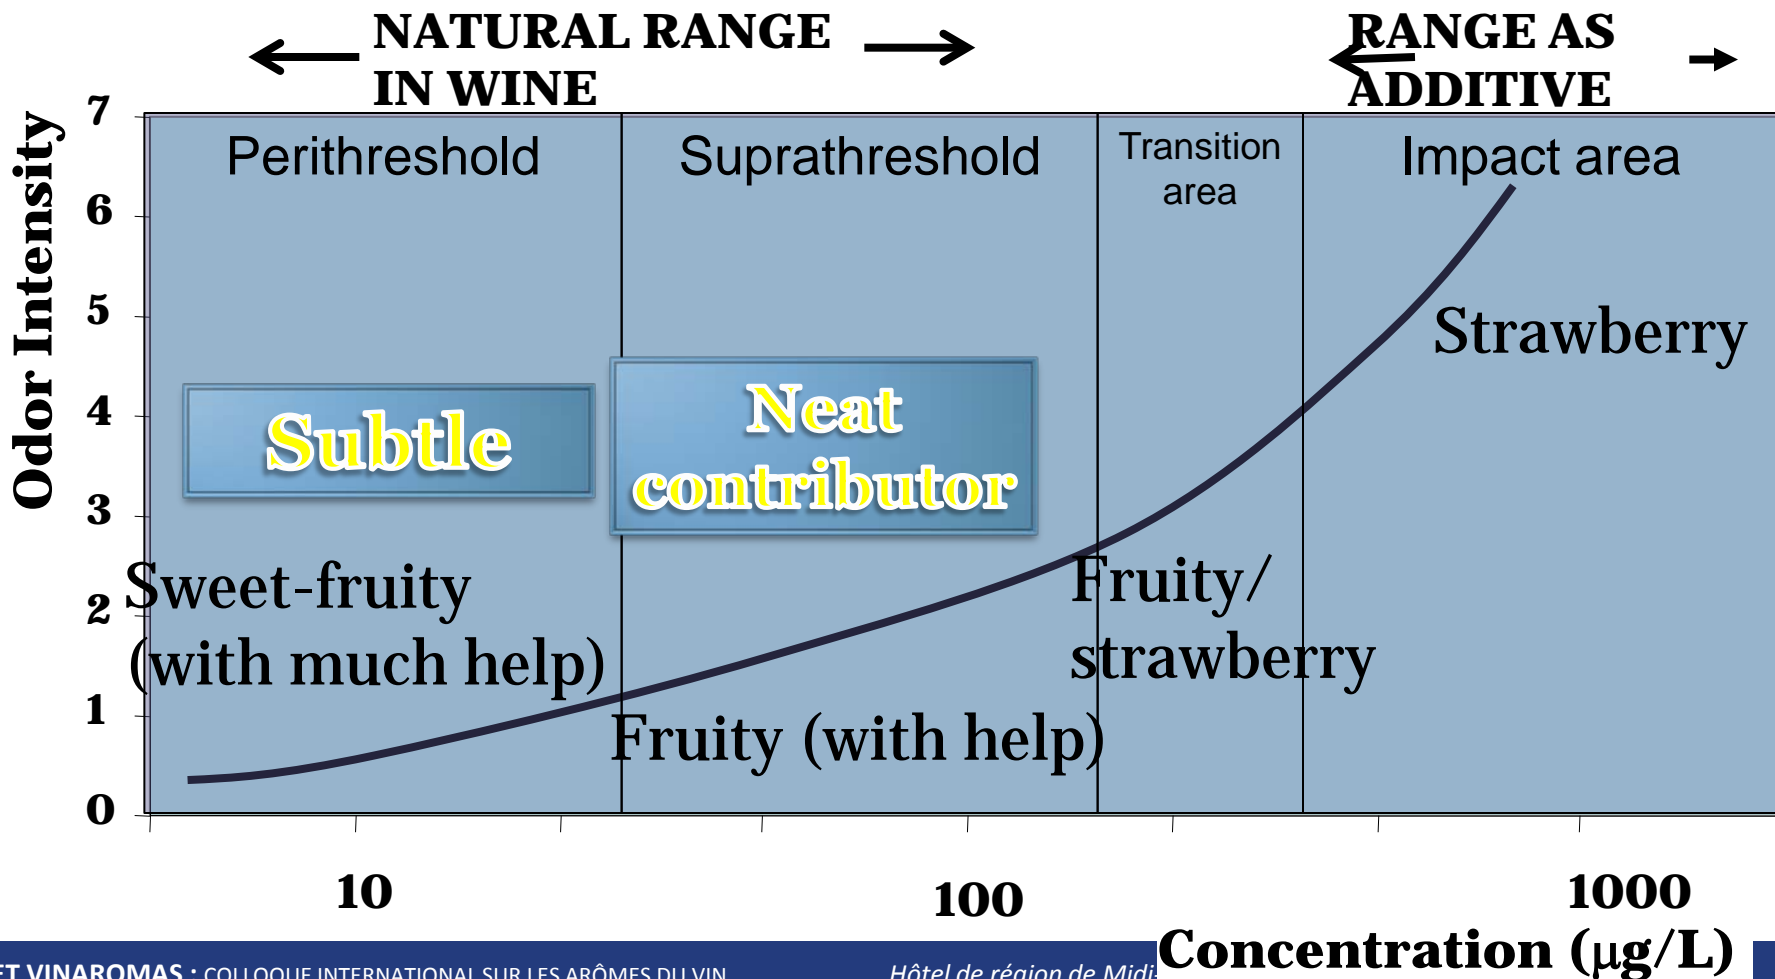 NATURAL RANGE
IN WINE
RANGE AS
ADDITIVE
Odor Intensity
7
6
5
4
3
2
1
0
Perithreshold
Suprathreshold
Transition
area
Impact area
Strawberry
Subtle
Neat
contributor
Sweet-fruity
(with much help)
Fruity/
strawberry
Fruity (with help)
10
100
1000
Concentration (µg/L)
ET VINAROMAS : COLLOQUE INTERNATIONAL SUR LES ARÔMES DU VIN
Hôtel de région de Midi-